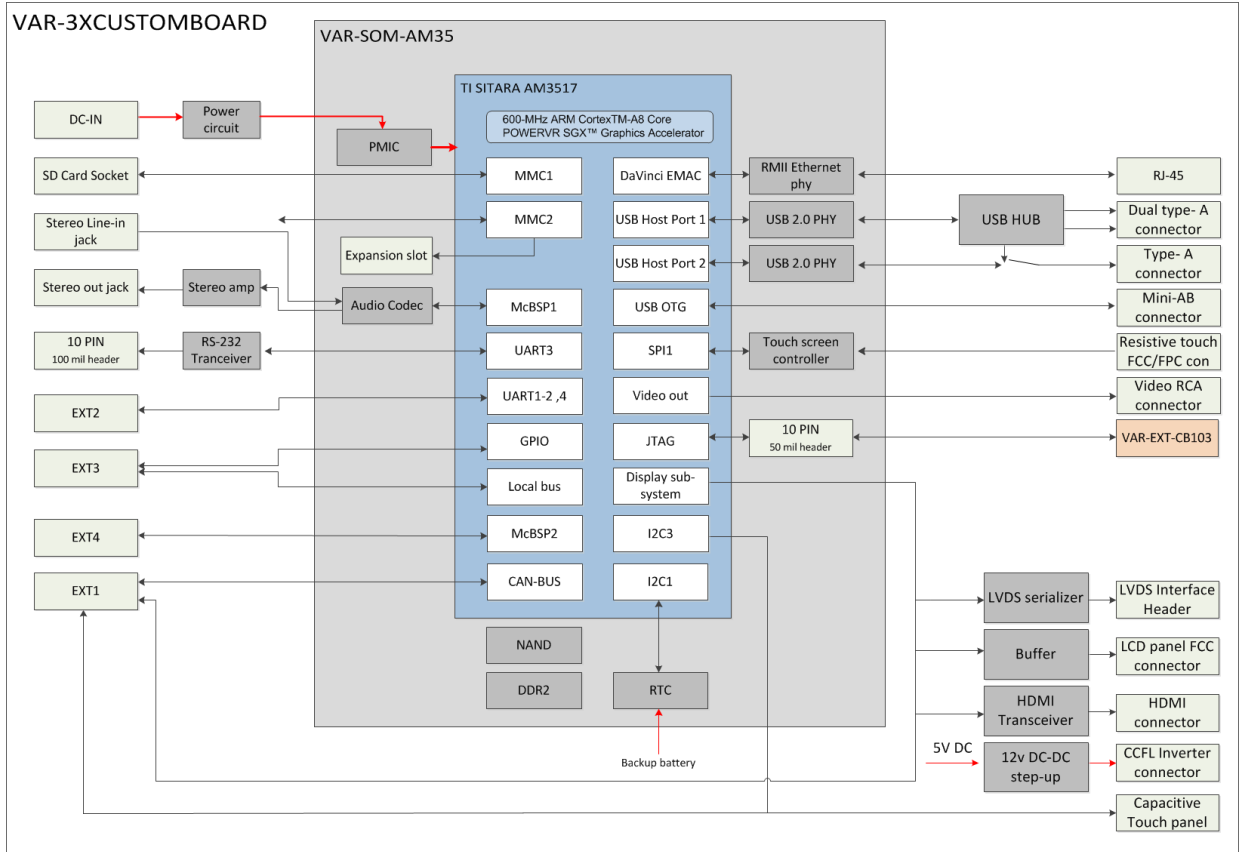 VAR-3XCUSTOMBOARD
VAR-SOM-AM35
TI SITARA AM3517
600-MHz ARM CortexTM-A8 Core
POWERVR SGX™ Graphics Accelerator
DC-IN
Power
circuit
PMIC
SD Card Socket
MMC1
DaVinci EMAC
RMII Ethernet
phy
RJ-45
Stereo Line-in
jack
MMC2
USB Host Port 1
USB 2.0 PHY
USB HUB
Dual type- A
connector
Expansion slot
USB Host Port 2
USB 2.0 PHY
Type- A
connector
Stereo out jack
Stereo amp
Audio Codec
McBSP1
USB OTG
Mini-AB
connector
10 PIN
100 mil header
RS-232
Tranceiver
UART3
SPI1
Touch screen
controller
Resistive touch
FCC/FPC con
EXT2
UART1-2 ,4
Video out
Video RCA
connector
EXT3
GPIO
JTAG
10 PIN
50 mil header
VAR-EXT-CB103
Local bus
Display sub-
system
EXT4
McBSP2
I2C3
EXT1
CAN-BUS
I2C1
LVDS serializer
LVDS Interface
Header
NAND
Buffer
LCD panel FCC
connector
DDR2
RTC
HDMI
Transceiver
HDMI
connector
Backup battery
5V DC
12v DC-DC
step-up
CCFL Inverter
connector
Capacitive
Touch panel